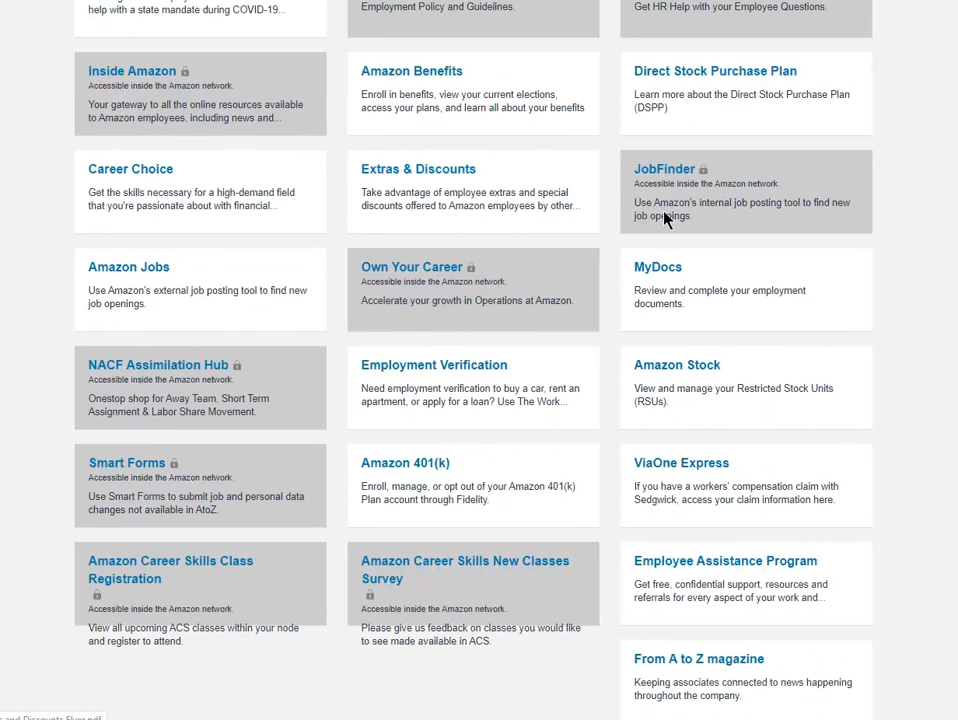 help with a state mandate during COVID-19...
Employment Policy and Guidelines.
Get HR Help with your Employee Questions.
Inside Amazon
Accessible inside the Amazon network.
Your gateway to all the online resources available
to Amazon employees, including news and...
Amazon Benefits
Enroll in benefits, view your current elections,
access your plans, and learn all about your benefits
Direct Stock Purchase Plan
Learn more about the Direct Stock Purchase Plan
(DSPP)
Career Choice
Get the skills necessary for a high-demand field
that you're passionate about with financial...
Extras & Discounts
Take advantage of employee extras and special
discounts offered to Amazon employees by other...
JobFinder
Accessible inside the Amazon network.
Use Amazon's internal job posting tool to find new
job openings.
Amazon Jobs
Use Amazon's external job posting tool to find new
job openings.
Own Your Career
Accessible inside the Amazon network.
Accelerate your growth in Operations at Amazon.
MyDocs
Review and complete your employment
documents.
NACF Assimilation Hub
Accessible inside the Amazon network.
Onestop shop for Away Team, Short Term
Assignment & Labor Share Movement.
Employment Verification
Need employment verification to buy a car, rent an
apartment, or apply for a loan? Use The Work...
Amazon Stock
View and manage your Restricted Stock Units
(RSUs).
Smart Forms
Accessible inside the Amazon network.
Use Smart Forms to submit job and personal data
changes not available in AtoZ.
Amazon 401(k)
Enroll, manage, or opt out of your Amazon 401(k)
Plan account through Fidelity.
ViaOne Express
If you have a workers' compensation claim with
Sedgwick, access your claim information here.
Amazon Career Skills Class
Registration
Accessible inside the Amazon network.
View all upcoming ACS classes within your node
and register to attend.
Amazon Career Skills New Classes
Survey
Accessible inside the Amazon network.
Please give us feedback on classes you would like
to see made available in ACS.
Employee Assistance Program
Get free, confidential support, resources and
referrals for every aspect of your work and...
From A to Z magazine
Keeping associates connected to news happening
throughout the company.